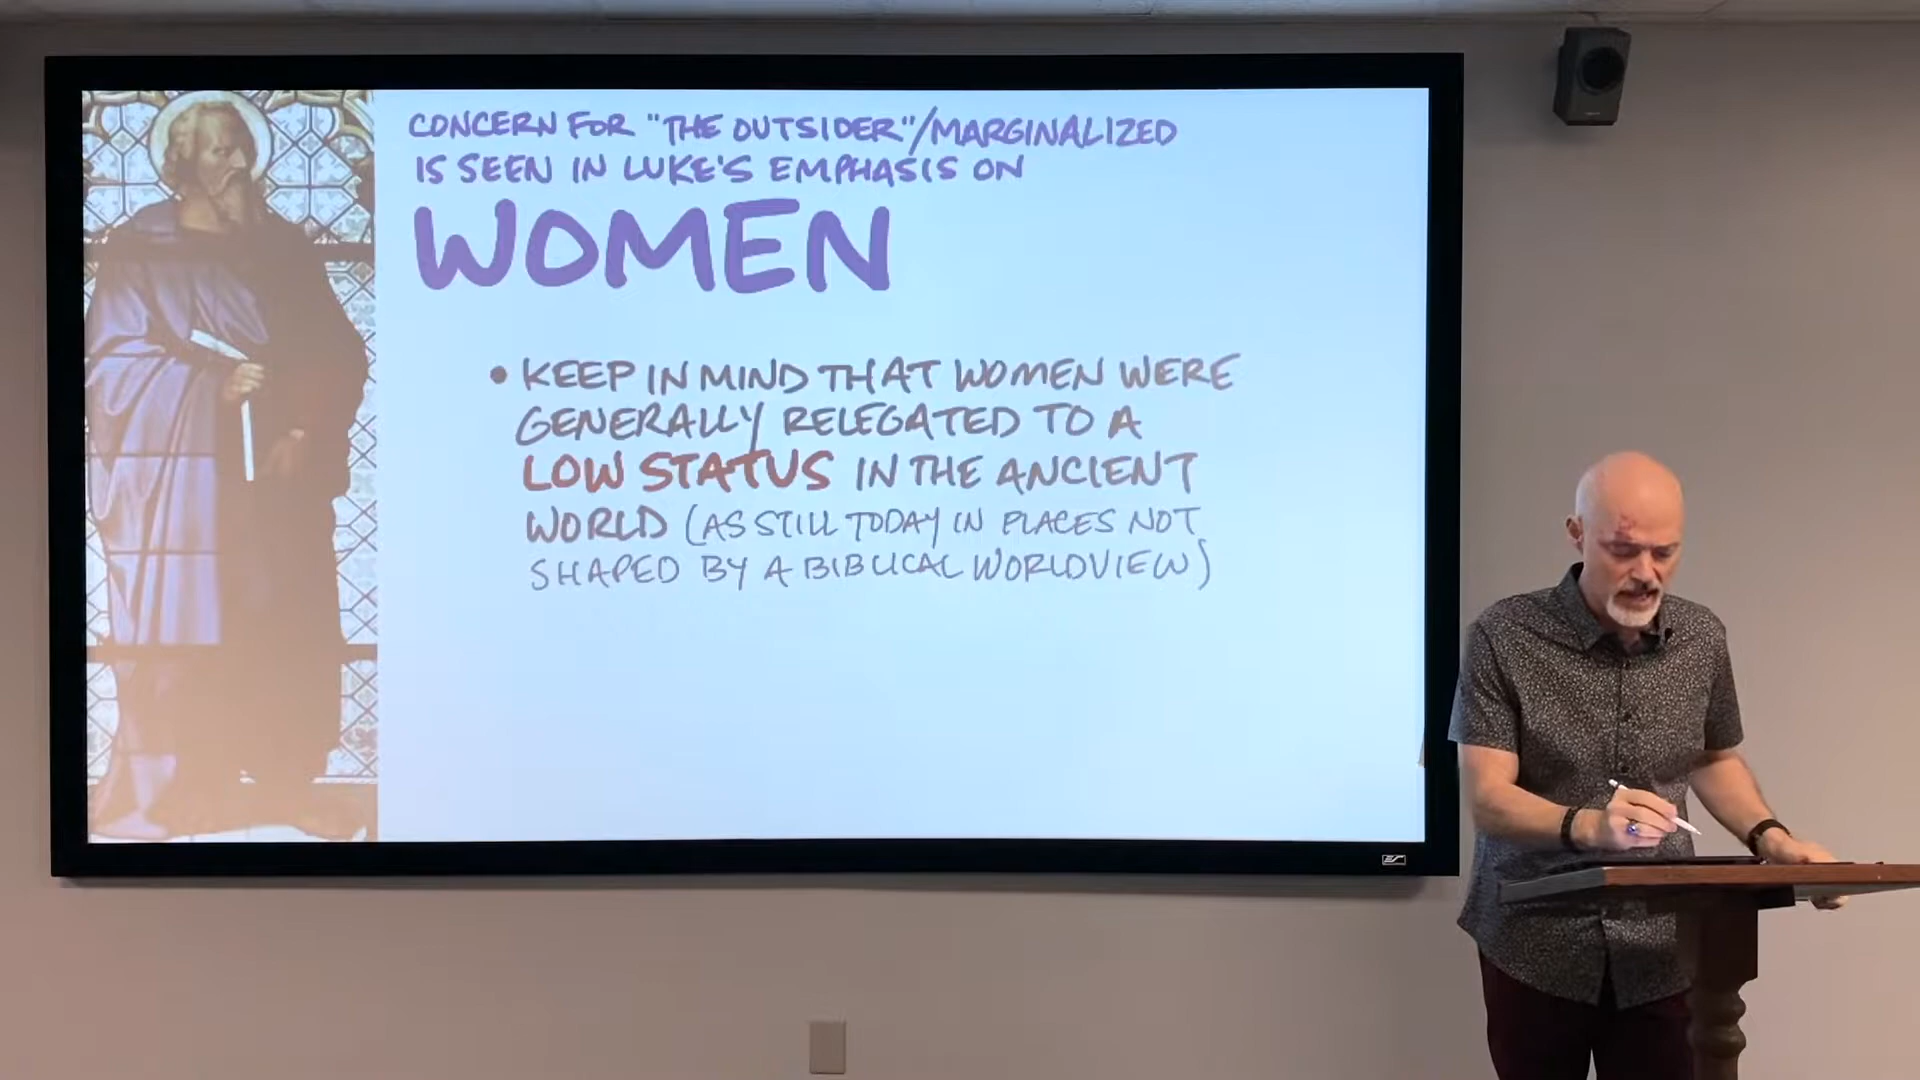 CONCERN FOR "THE OUTSIDER"/MARGINALIZED
IS SEEN IN LUKE'S EMPHASIS ON
WOMEN
• KEEP IN MIND THAT WOMEN WERE
GENERALLY RELEGATED TO A
LOW STATUS IN THE ANCIENT
WORLD (AS STILL TODAY IN PLACES NOT
SHAPED BY A BIBLICAL WORLDVIEW)